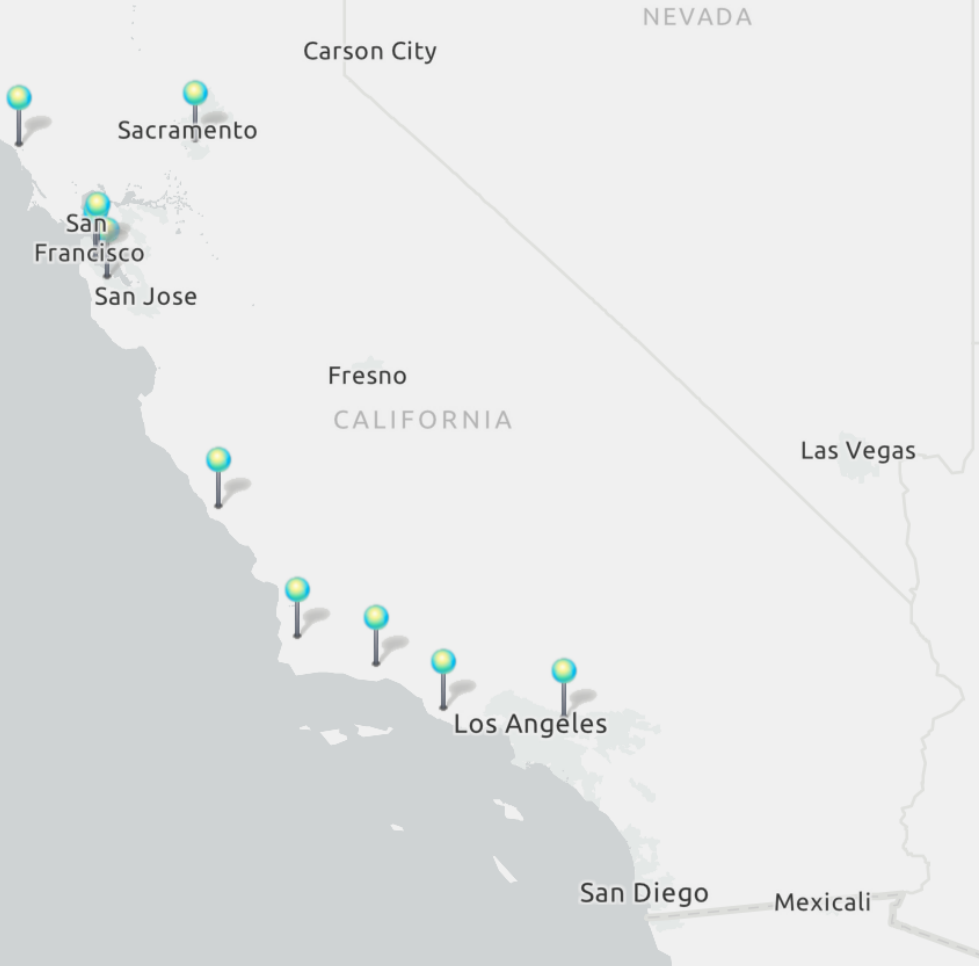 NEVADA
Carson City
Sacramento
San
Francisco
San Jose
Fresno
CALIFORNIA
Las Vegas
Los Angeles
San Diego
Mexicali